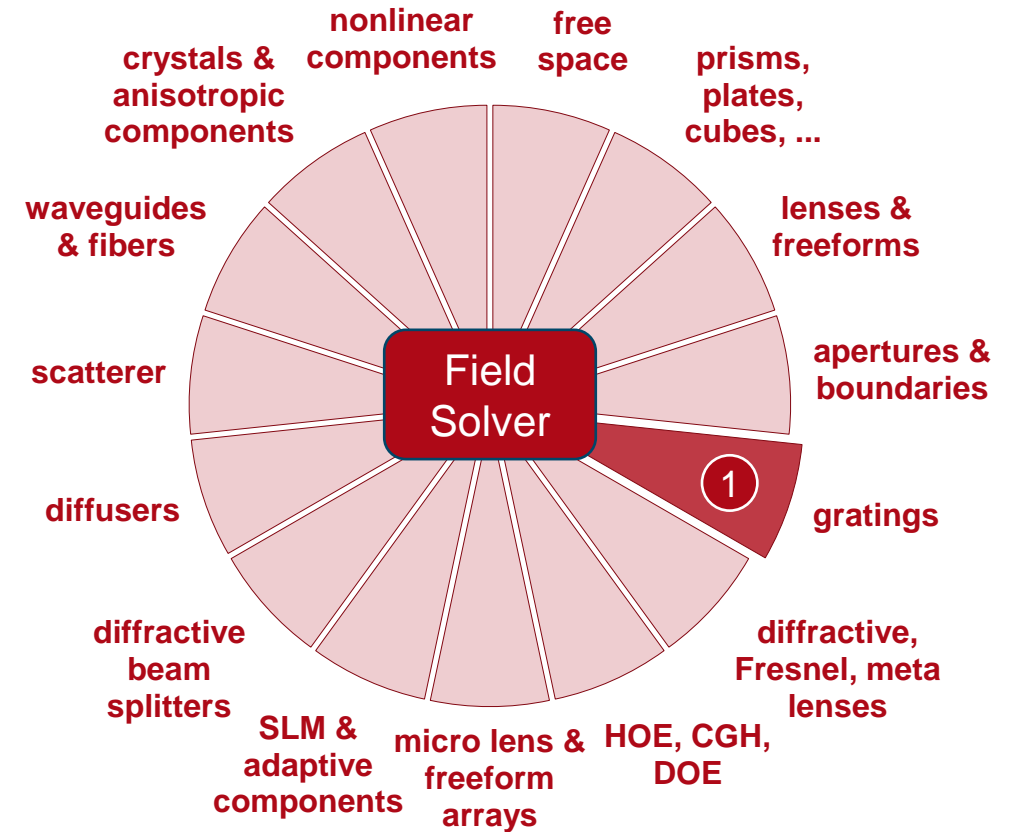 nonlinear
components
free
space
prisms,
plates,
cubes, ...
lenses &
freeforms
apertures &
boundaries
1
gratings
diffractive,
Fresnel, meta
lenses
HOE, CGH,
DOE
micro lens &
freeform
arrays
SLM &
adaptive
components
diffractive
beam
splitters
diffusers
scatterer
waveguides
& fibers
crystals &
anisotropic
components
Field
Solver